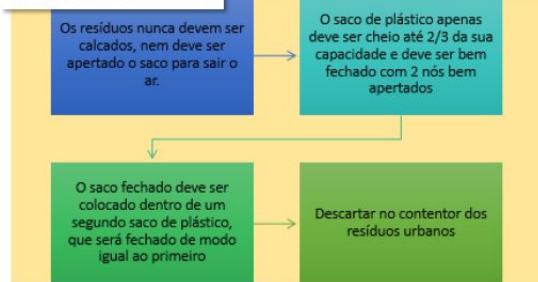 Os resíduos nunca devem ser
calcados, nem deve ser
apertado o saco para sair o
ar.
O saco de plástico apenas
deve ser cheio até 2/3 da sua
capacidade e deve ser bem
fechado com 2 nós bem
apertados
O saco fechado deve ser
colocado dentro de um
segundo saco de plástico,
que será fechado de modo
igual ao primeiro
Descartar no contentor dos
resíduos urbanos